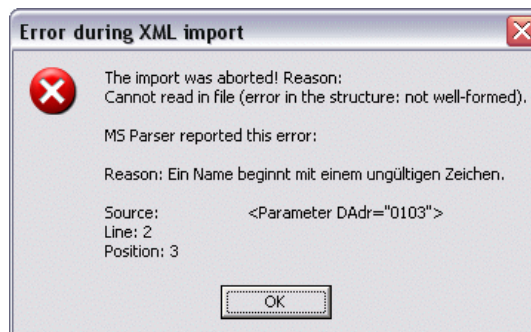 Error during XML import
The import was aborted! Reason:
Cannot read in file (error in the structure: not well-formed).
MS Parser reported this error:
Reason: Ein Name beginnt mit einem ungültigen Zeichen.
Source: <Parameter DAdr="0103">
Line: 2
Position: 3
OK